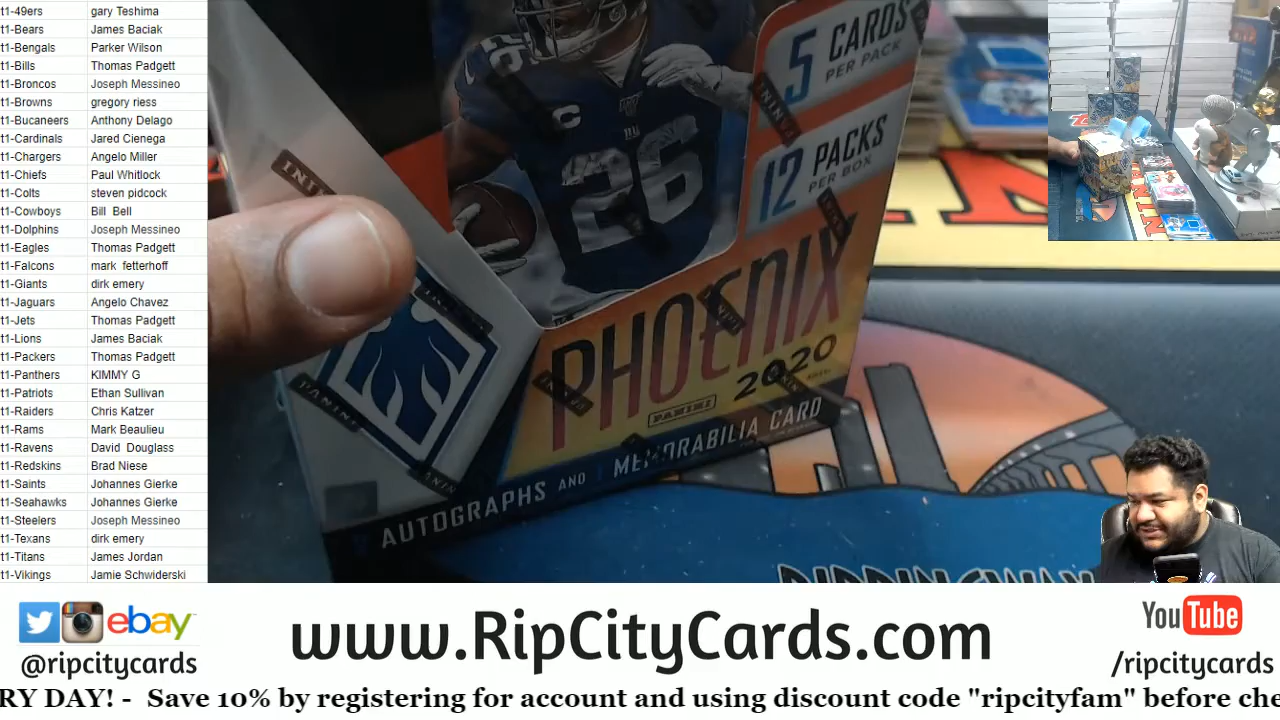 t1-49ers gary Teshima
t1-Bears James Baciak
t1-Bengals Parker Wilson
t1-Bills Thomas Padgett
t1-Broncos Joseph Messineo
t1-Browns gregory riess
t1-Bucaneers Anthony Delago
t1-Cardinals Jared Cienega
t1-Chargers Angelo Miller
t1-Chiefs Paul Whitlock
t1-Colts steven pidcock
t1-Cowboys Bill Bell
t1-Dolphins Joseph Messineo
t1-Eagles Thomas Padgett
t1-Falcons mark fetterhoff
t1-Giants dirk emery
t1-Jaguars Angelo Chavez
t1-Jets Thomas Padgett
t1-Lions James Baciak
t1-Packers Thomas Padgett
t1-Panthers KIMMY G
t1-Patriots Ethan Sullivan
t1-Raiders Chris Katzer
t1-Rams Mark Beaulieu
t1-Ravens David Douglass
t1-Redskins Brad Niese
t1-Saints Johannes Gierke
t1-Seahawks Johannes Gierke
t1-Steelers Joseph Messineo
t1-Texans dirk emery
t1-Titans James Jordan
t1-Vikings Jamie Schwiderski
5 CARDS
PER PACK
12 PACKS
PER BOX
26
C
PHOENIX
PANINI
2020
AUTOGRAPHS AND MEMORABILIA CARD
PANINI
ebay
@ripcitycards
www.RipCityCards.com
YouTube
/ripcitycards
RY DAY! - Save 10% by registering for account and using discount code "ripcityfam" before che